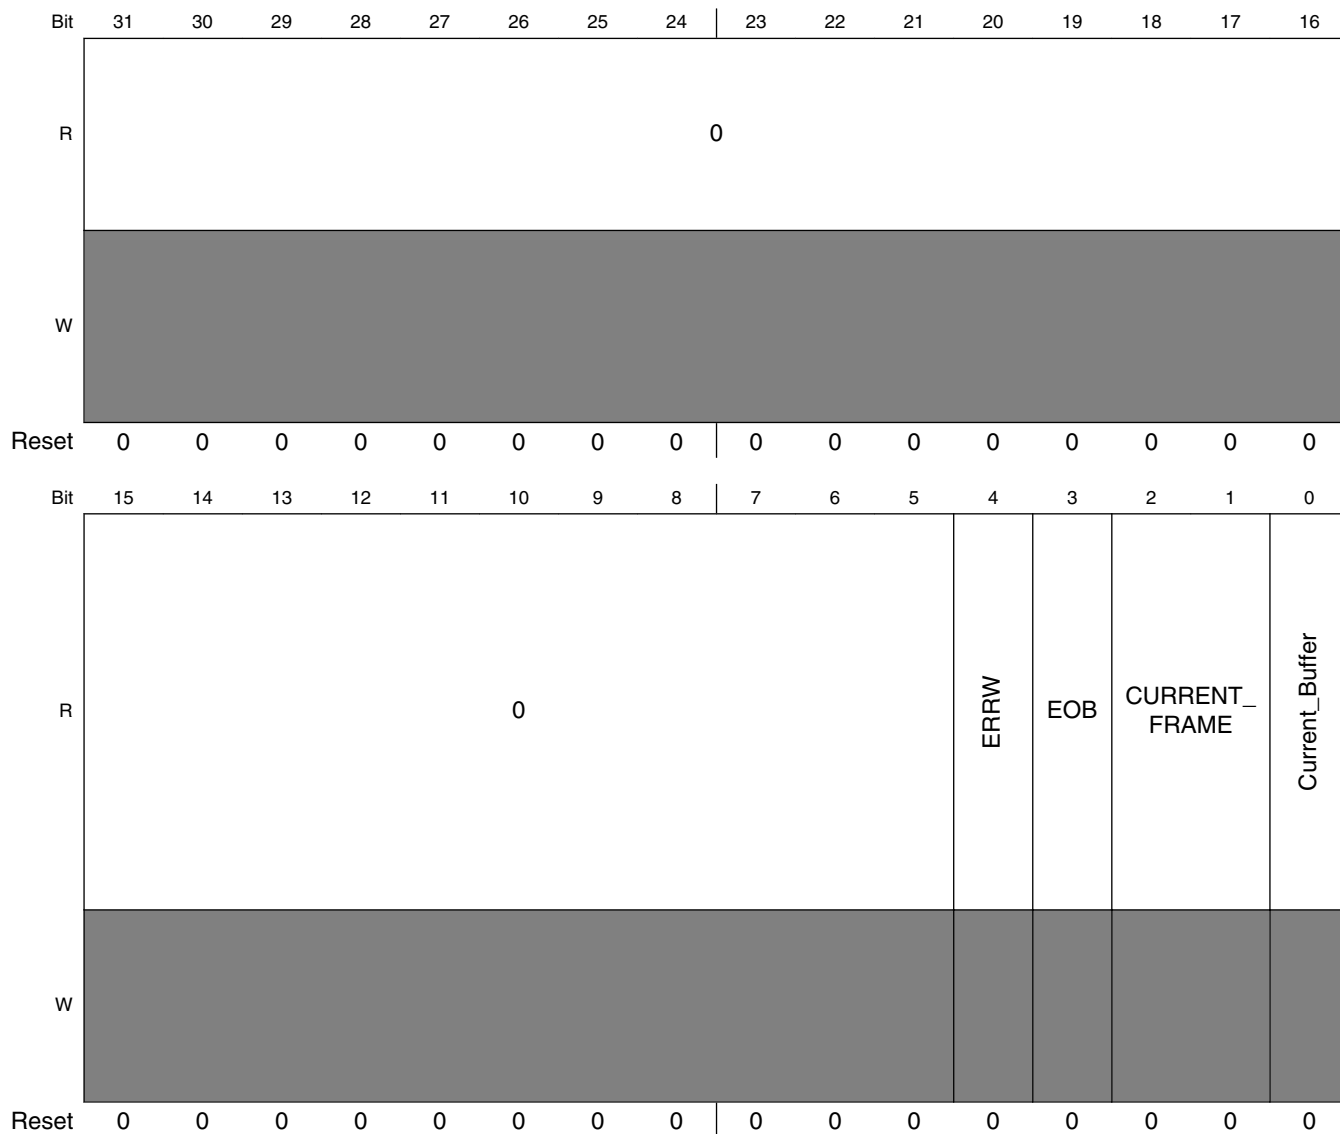 Bit 31 30 29 28 27 26 25 24 23 22 21 20 19 18 17 16
R 0
W
Reset 0 0 0 0 0 0 0 0 0 0 0 0 0 0 0 0
Bit 15 14 13 12 11 10 9 8 7 6 5 4 3 2 1 0
R 0 ERRW EOB CURRENT_
FRAME Current_Buffer
W
Reset 0 0 0 0 0 0 0 0 0 0 0 0 0 0 0 0